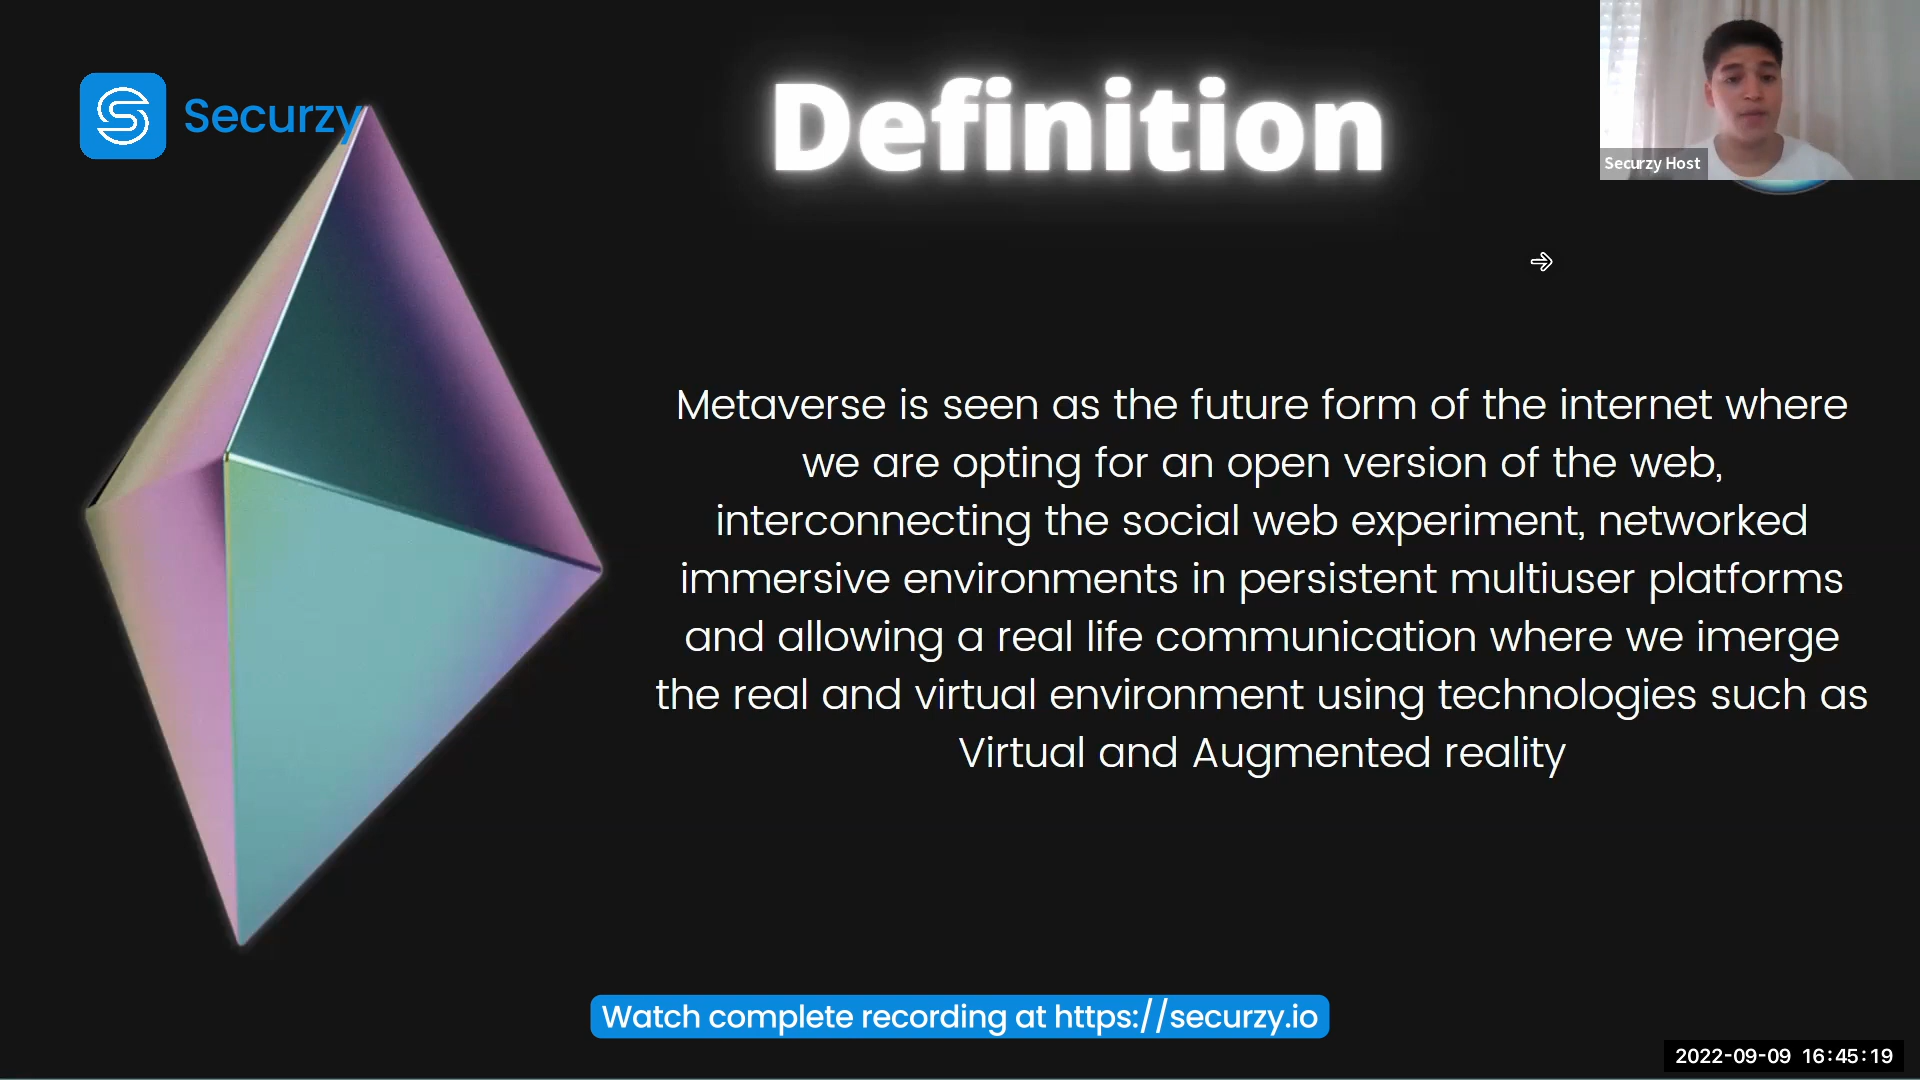 Securzy
Definition
Securzy Host
Metaverse is seen as the future form of the internet where
we are opting for an open version of the web,
interconnecting the social web experiment, networked
immersive environments in persistent multiuser platforms
and allowing a real life communication where we imerge
the real and virtual environment using technologies such as
Virtual and Augmented reality
Watch complete recording at https://securzy.io
2022-09-09 16:45:19